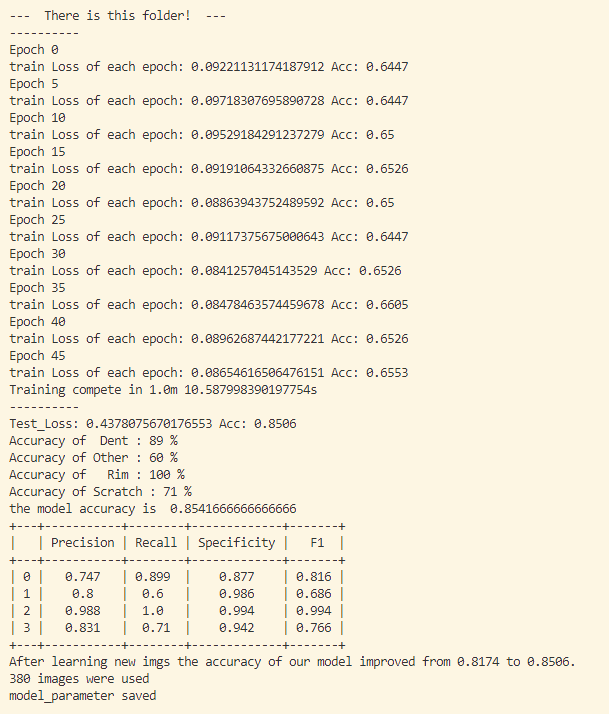 --- There is this folder! ---
----------
Epoch 0
train Loss of each epoch: 0.09221131174187912 Acc: 0.6447
Epoch 5
train Loss of each epoch: 0.09718307695890728 Acc: 0.6447
Epoch 10
train Loss of each epoch: 0.09529184291237279 Acc: 0.65
Epoch 15
train Loss of each epoch: 0.09191064332660875 Acc: 0.6526
Epoch 20
train Loss of each epoch: 0.08863943752489592 Acc: 0.65
Epoch 25
train Loss of each epoch: 0.09117375675000643 Acc: 0.6447
Epoch 30
train Loss of each epoch: 0.0841257045143529 Acc: 0.6526
Epoch 35
train Loss of each epoch: 0.08478463574459678 Acc: 0.6605
Epoch 40
train Loss of each epoch: 0.08962687442177221 Acc: 0.6526
Epoch 45
train Loss of each epoch: 0.08654616506476151 Acc: 0.6553
Training compete in 1.0m 10.587998390197754s
----------
Test_Loss: 0.4378075670176553 Acc: 0.8506
Accuracy of  Dent : 89 %
Accuracy of Other : 60 %
Accuracy of   Rim : 100 %
Accuracy of Scratch : 71 %
the model accuracy is  0.8541666666666666
+---+-----------+--------+-------------+-------+
|   | Precision | Recall | Specificity |   F1  |
+---+-----------+--------+-------------+-------+
| 0 |   0.747   | 0.899  |    0.877    | 0.816 |
| 1 |    0.8    |  0.6   |    0.986    | 0.686 |
| 2 |   0.988   |  1.0   |    0.994    | 0.994 |
| 3 |   0.831   |  0.71  |    0.942    | 0.766 |
+---+-----------+--------+-------------+-------+
After learning new imgs the accuracy of our model improved from 0.8174 to 0.8506.
380 images were used
model_parameter saved